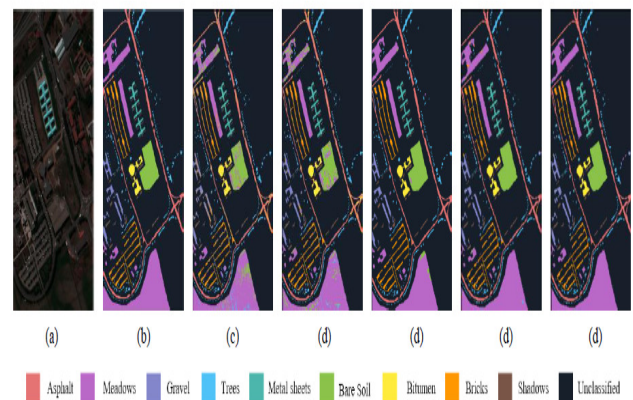 (a) (b) (c) (d) (d) (d) (d)
Asphalt Meadows Gravel Trees Metal sheets Bare Soil Bitumen Bricks Shadows Unclassified